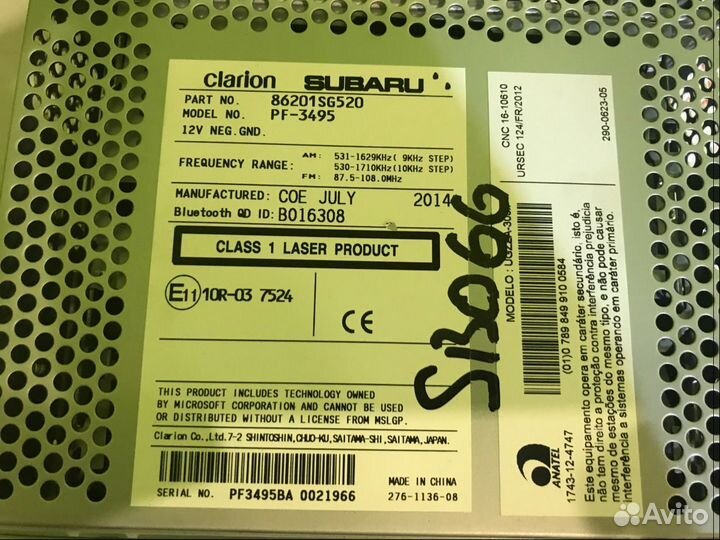 clarion SUBARU
PART NO. 86201SG520
MODEL NO. PF-3495
12V NEG.GND.
FREQUENCY RANGE:
AM: 531-1629KHz( 9KHz STEP)
530-1710KHz(10KHz STEP)
FM: 87.5-108.0MHz
MANUFACTURED: COE JULY 2014
Bluetooth QD ID: B016308
CLASS 1 LASER PRODUCT
E11 10R-03 7524
CE
THIS PRODUCT INCLUDES TECHNOLOGY OWNED
BY MICROSOFT CORPORATION AND CANNOT BE USED
OR DISTRIBUTED WITHOUT A LICENSE FROM MSLGP.
Clarion Co.,Ltd.7-2 SHINTOSHIN,CHUO-KU,SAITAMA-SHI,SAITAMA,JAPAN.
MADE IN CHINA
SERIAL NO. PF3495BA 0021966
276-1136-08
S13066
CNC 16-10610
URSEC 124/FR/2012
290-0623-05
MODELO :
(01)0 789 849 910 0584
ANATEL
1743-12-4747
Este equipamento opera em caráter secundário, isto é,
não tem direito a proteção contra interferência prejudicia
mesmo de estações do mesmo tipo, e não pode causar
interferência a sistemas operando em caráter primário.
Avito